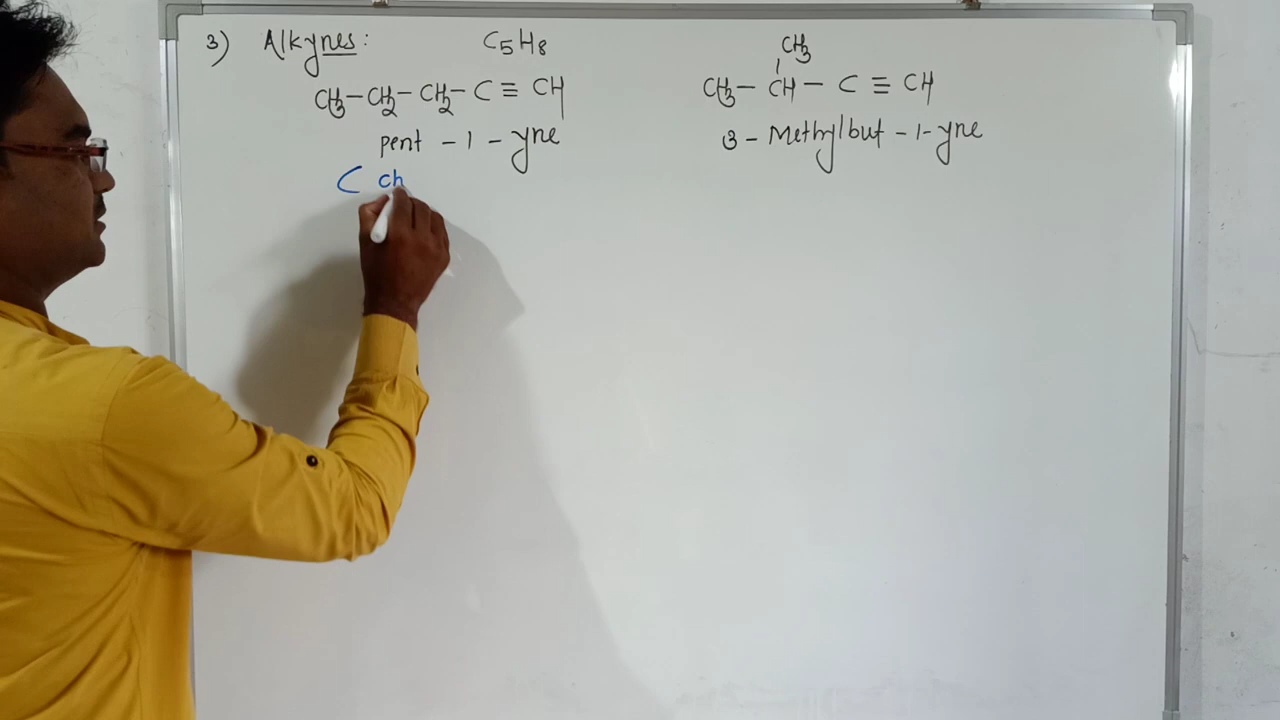 3) Alkynes: C5H8
CH3
CH3-CH2-CH2-C≡CH CH3-CH-C≡CH
pent-1-yne 3-Methylbut-1-yne
( Ch